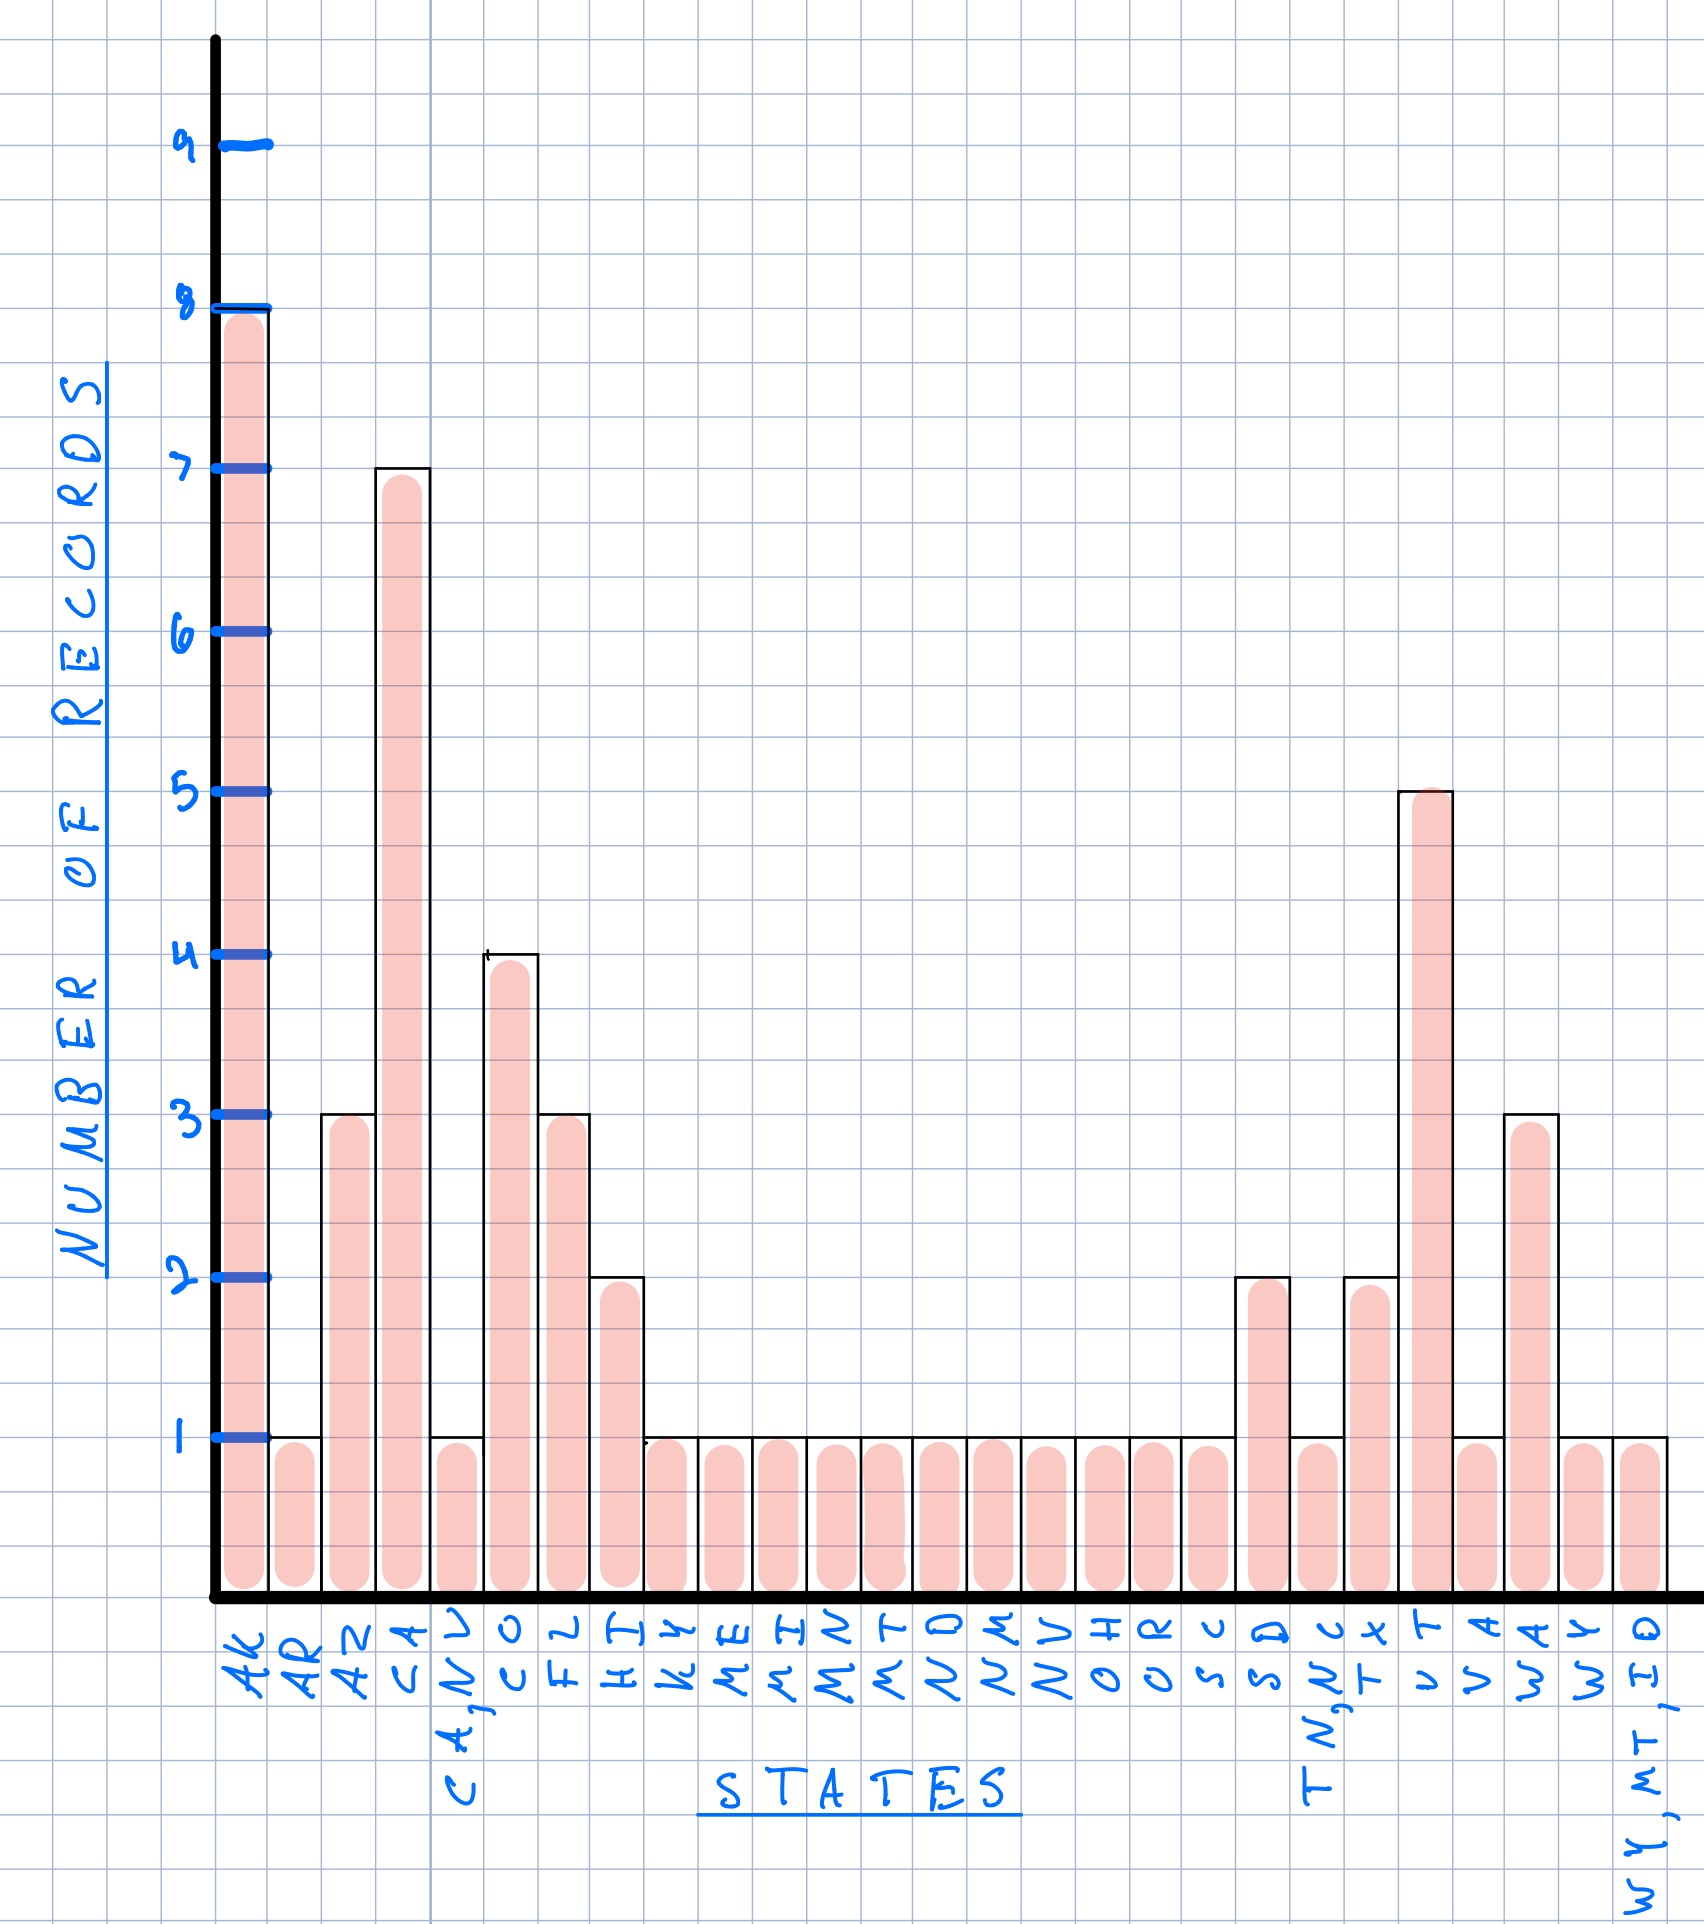 NUMBER OF RECORDS
9
8
7
6
5
4
3
2
1
AK
AR
AZ
CA
CA,NV
CO
FL
HI
KY
ME
MI
MN
MT
ND
NM
NV
OH
OR
SC
SD
TN,NC
TX
UT
VA
WA
WY
WY,MT,ID
STATES